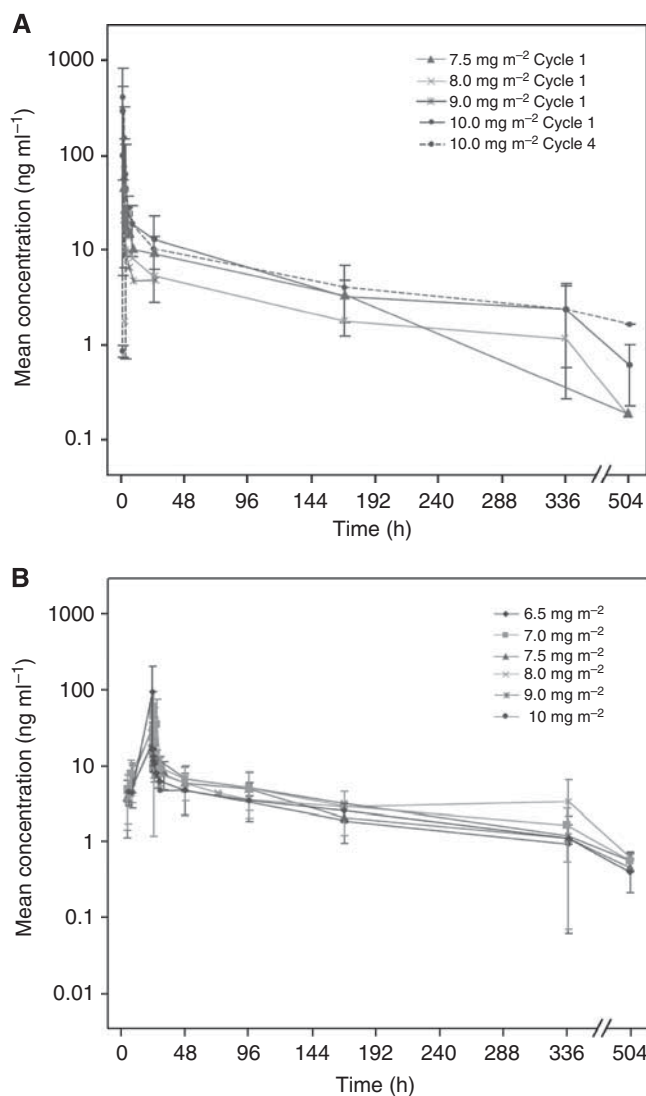 A
Mean concentration (ng ml⁻¹)
1000
100
10
1
0.1
7.5 mg m⁻² Cycle 1
8.0 mg m⁻² Cycle 1
9.0 mg m⁻² Cycle 1
10.0 mg m⁻² Cycle 1
10.0 mg m⁻² Cycle 4
0 48 96 144 192 240 288 336 504
Time (h)
B
Mean concentration (ng ml⁻¹)
1000
100
10
1
0.1
0.01
6.5 mg m⁻²
7.0 mg m⁻²
7.5 mg m⁻²
8.0 mg m⁻²
9.0 mg m⁻²
10 mg m⁻²
0 48 96 144 192 240 288 336 504
Time (h)